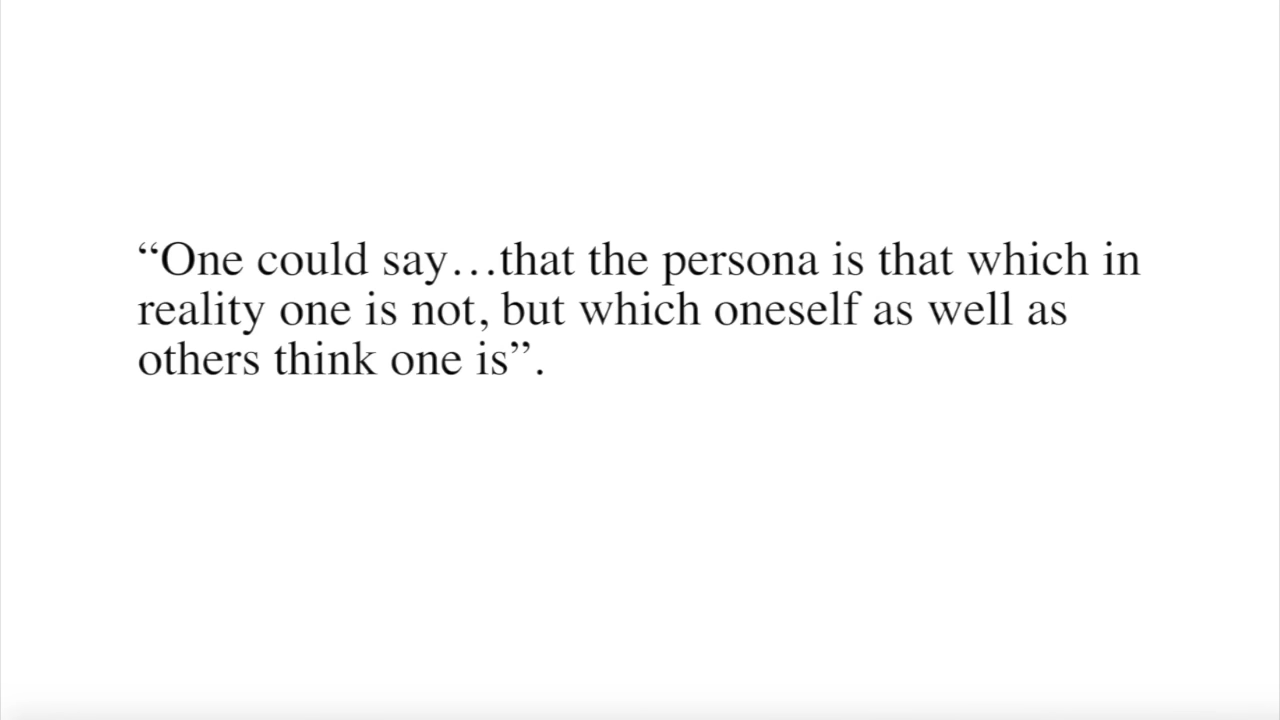 “One could say…that the persona is that which in
reality one is not, but which oneself as well as
others think one is”.